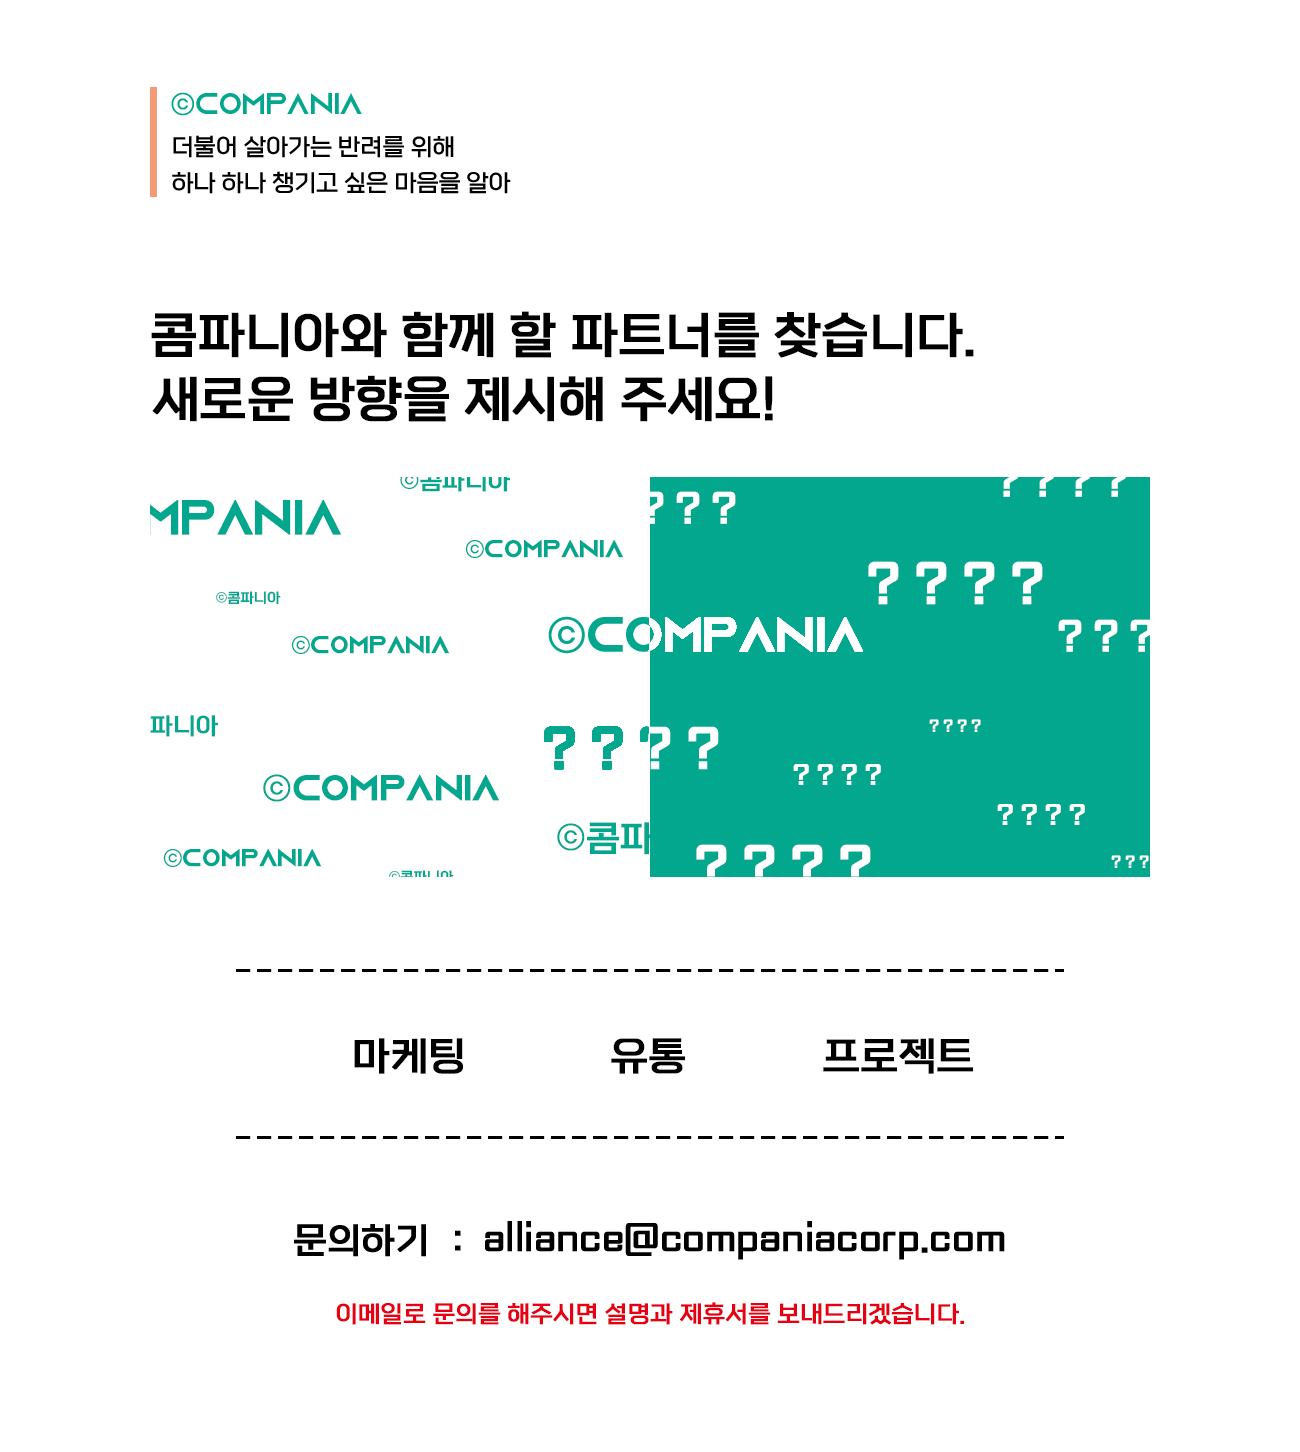 ©COMPANIA
더불어 살아가는 반려를 위해
하나 하나 챙기고 싶은 마음을 알아
콤파니아와 함께 할 파트너를 찾습니다.
새로운 방향을 제시해 주세요!
©콤파니아
MPANIA
? ? ?
? ? ? ?
©COMPANIA
? ? ? ?
©콤파니아
©COMPANIA
©COMPANIA
? ? ?
파니아
? ? ? ?
? ? ? ?
©COMPANIA
? ? ? ?
? ? ? ?
©콤파
©COMPANIA
? ? ? ?
? ? ?
©콤파니아
마케팅 유통 프로젝트
문의하기 : alliance@companiacorp.com
이메일로 문의를 해주시면 설명과 제휴서를 보내드리겠습니다.